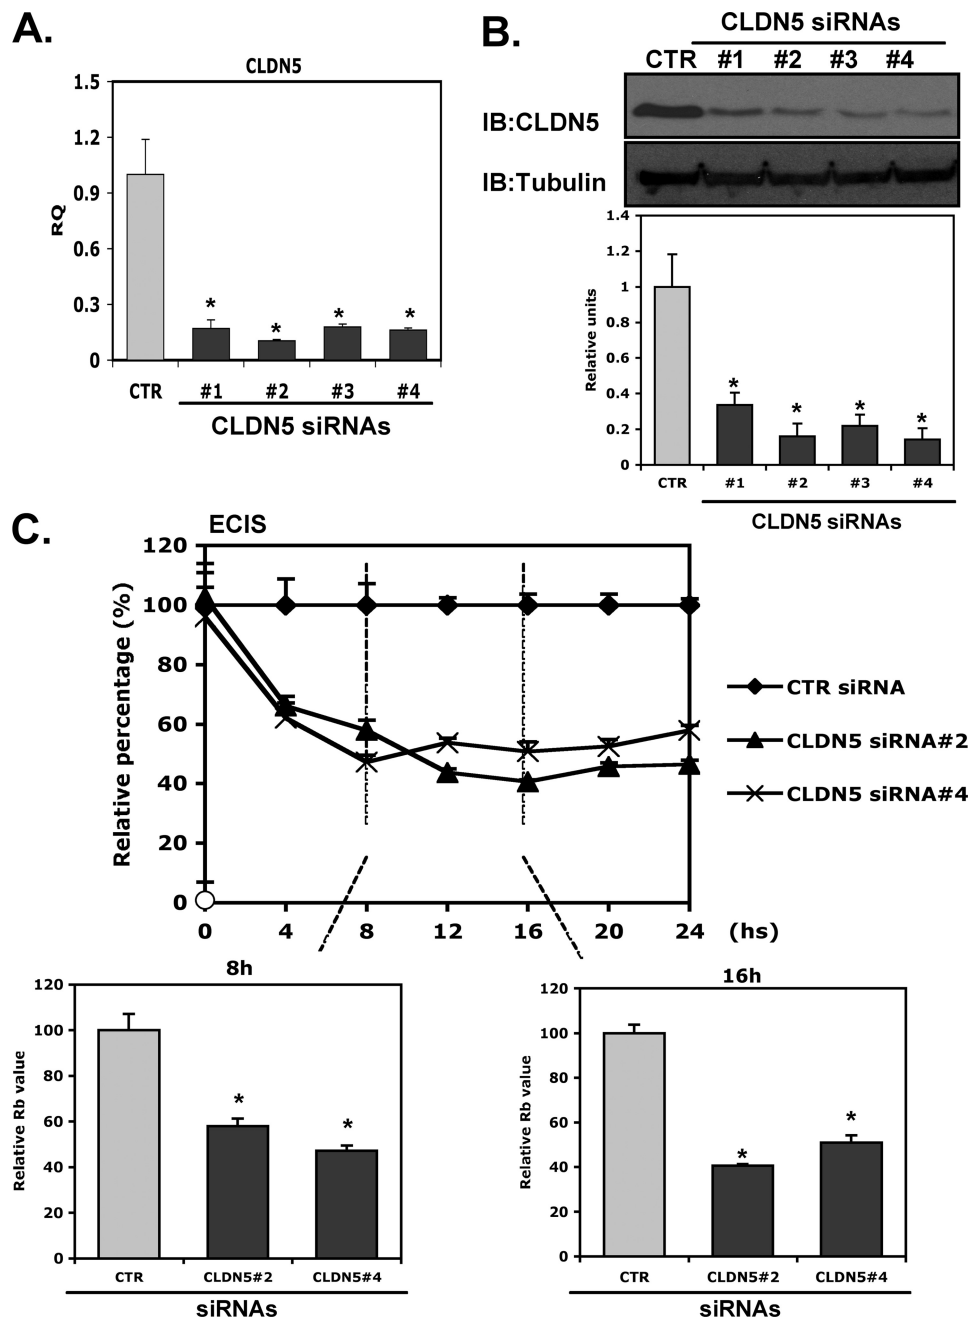 A.
CLDN5
1.5
1.2
0.9
0.6
0.3
0
RQ
CTR #1 #2 #3 #4
CLDN5 siRNAs
B.
CLDN5 siRNAs
CTR #1 #2 #3 #4
IB:CLDN5
IB:Tubulin
1.4
1.2
1
0.8
0.6
0.4
0.2
0
Relative units
* * * *
* * * *
CTR #1 #2 #3 #4
CLDN5 siRNAs
C.
ECIS
120
100
80
60
40
20
0
Relative percentage (%)
0 4 8 12 16 20 24 (hs)
CTR siRNA
CLDN5 siRNA#2
CLDN5 siRNA#4
8h
120
100
80
60
40
20
0
Relative Rb value
* *
CTR CLDN5#2 CLDN5#4
siRNAs
16h
120
100
80
60
40
20
0
Relative Rb value
* *
CTR CLDN5#2 CLDN5#4
siRNAs